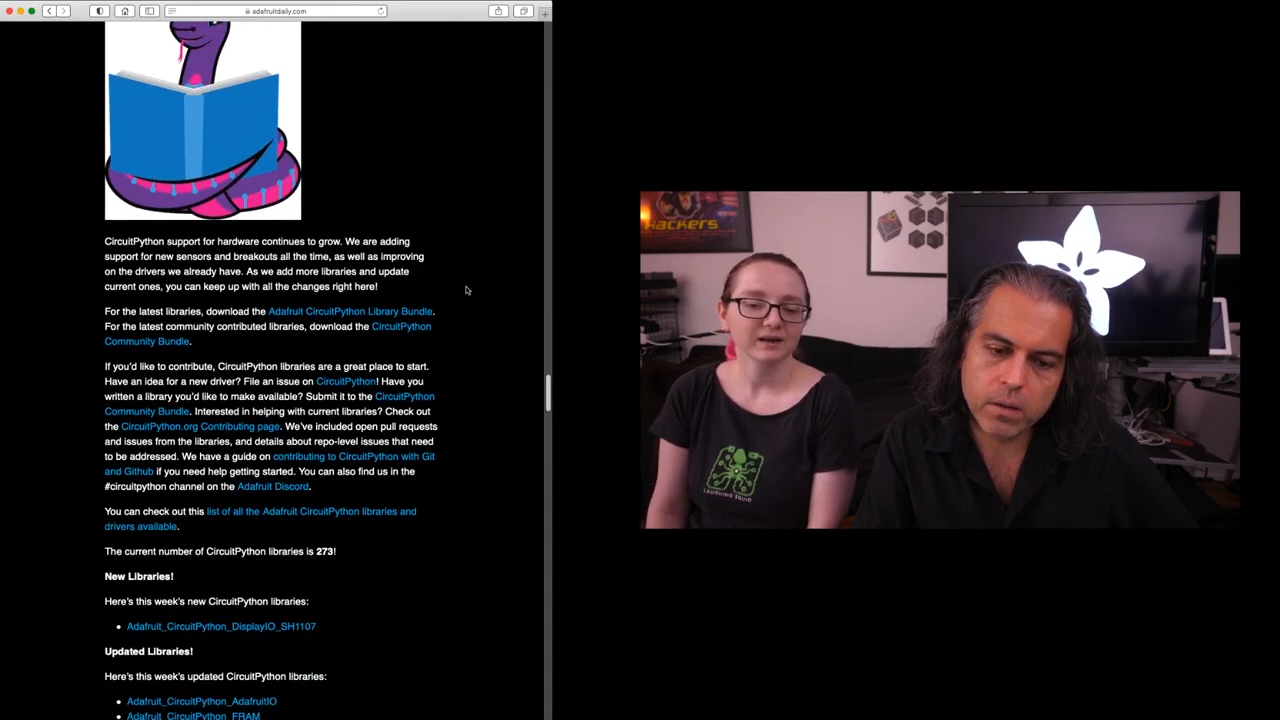 adafruitdaily.com
CircuitPython support for hardware continues to grow. We are adding
support for new sensors and breakouts all the time, as well as improving
on the drivers we already have. As we add more libraries and update
current ones, you can keep up with all the changes right here!
For the latest libraries, download the Adafruit CircuitPython Library Bundle.
For the latest community contributed libraries, download the CircuitPython
Community Bundle.
If you'd like to contribute, CircuitPython libraries are a great place to start.
Have an idea for a new driver? File an issue on CircuitPython! Have you
written a library you'd like to make available? Submit it to the CircuitPython
Community Bundle. Interested in helping with current libraries? Check out
the CircuitPython.org Contributing page. We've included open pull requests
and issues from the libraries, and details about repo-level issues that need
to be addressed. We have a guide on contributing to CircuitPython with Git
and Github if you need help getting started. You can also find us in the
#circuitpython channel on the Adafruit Discord.
You can check out this list of all the Adafruit CircuitPython libraries and
drivers available.
The current number of CircuitPython libraries is 273!
New Libraries!
Here's this week's new CircuitPython libraries:
Adafruit_CircuitPython_DisplayIO_SH1107
Updated Libraries!
Here's this week's updated CircuitPython libraries:
Adafruit_CircuitPython_AdafruitIO
Adafruit_CircuitPython_FRAM
HACKERS
LAUGHING SQUID